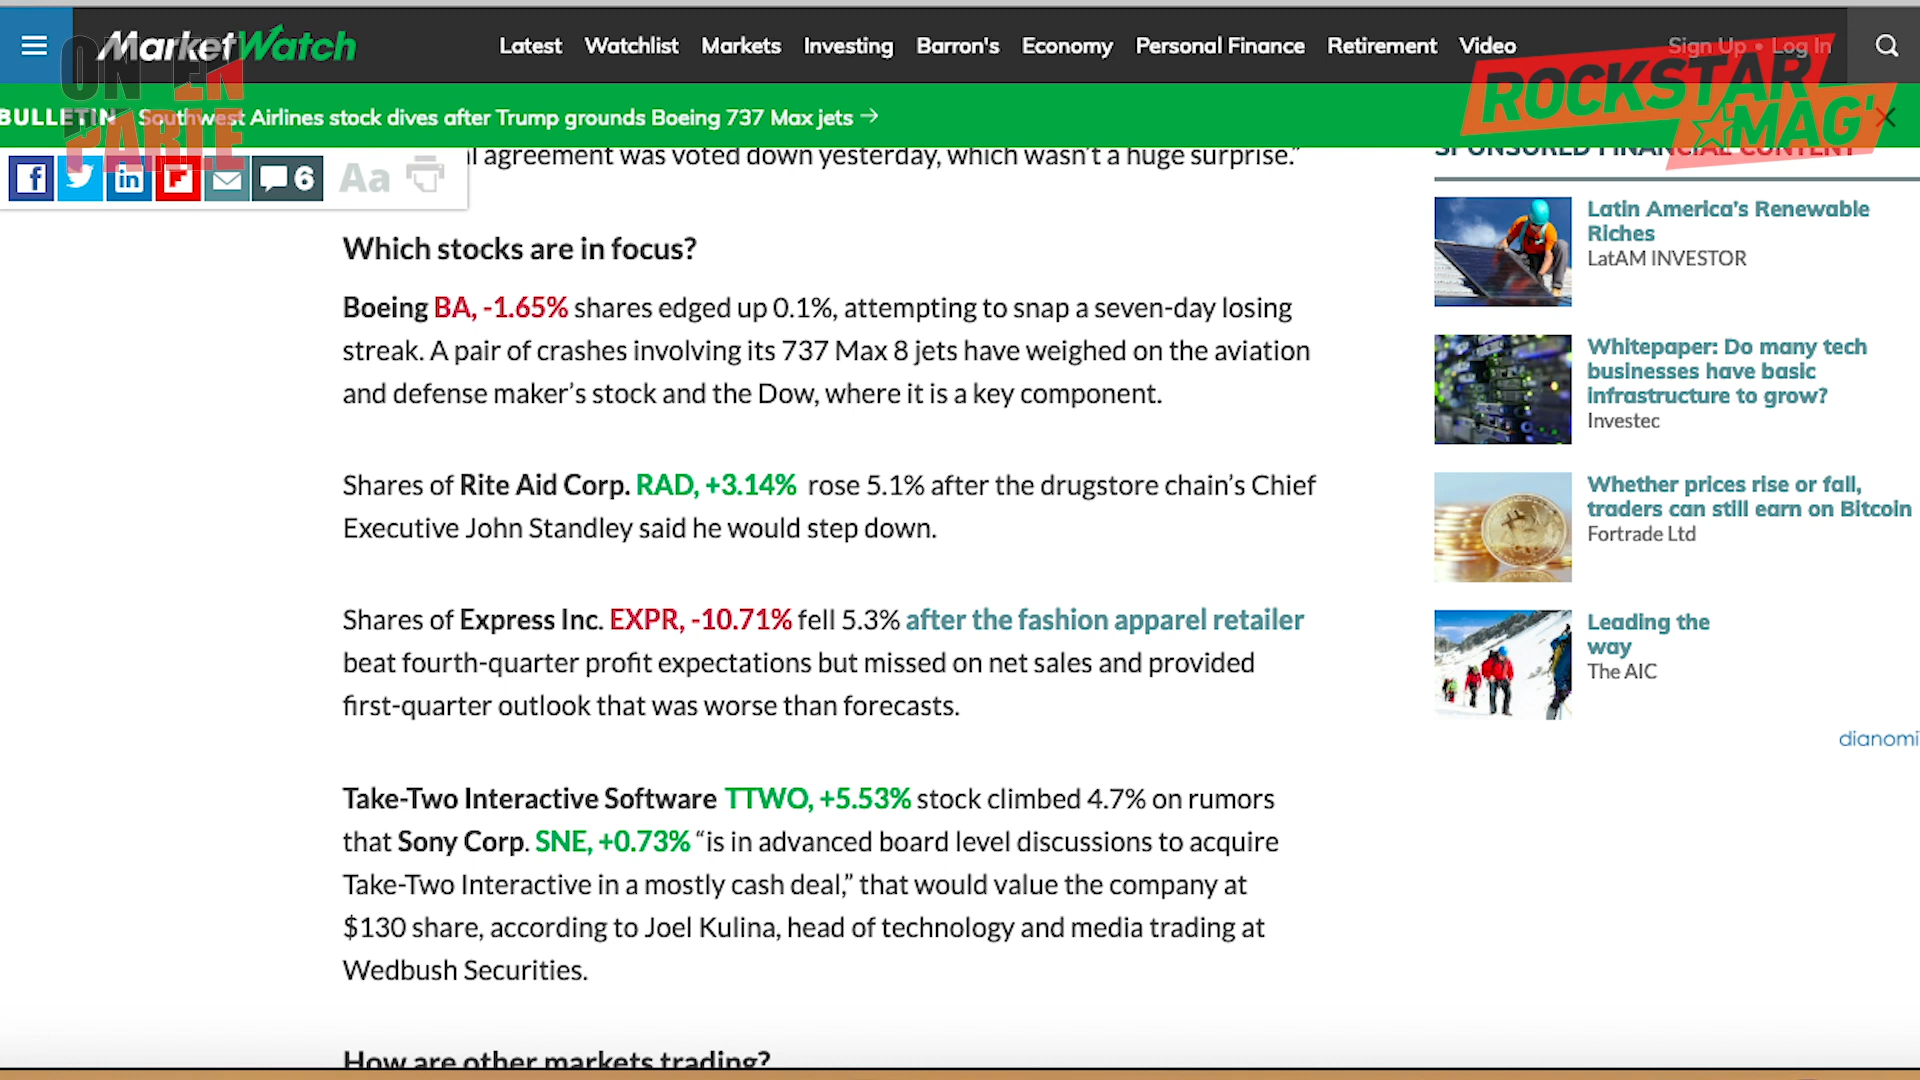 MarketWatch
Latest Watchlist Markets Investing Barron's Economy Personal Finance Retirement Video Sign Up • Log In
ON EN PARLE
ROCKSTAR MAG'
BULLETIN Southwest Airlines stock dives after Trump grounds Boeing 737 Max jets →
6 Aa
l agreement was voted down yesterday, which wasn't a huge surprise."
Which stocks are in focus?
Boeing BA, -1.65% shares edged up 0.1%, attempting to snap a seven-day losing
streak. A pair of crashes involving its 737 Max 8 jets have weighed on the aviation
and defense maker's stock and the Dow, where it is a key component.
Shares of Rite Aid Corp. RAD, +3.14% rose 5.1% after the drugstore chain's Chief
Executive John Standley said he would step down.
Shares of Express Inc. EXPR, -10.71% fell 5.3% after the fashion apparel retailer
beat fourth-quarter profit expectations but missed on net sales and provided
first-quarter outlook that was worse than forecasts.
Take-Two Interactive Software TTWO, +5.53% stock climbed 4.7% on rumors
that Sony Corp. SNE, +0.73% “is in advanced board level discussions to acquire
Take-Two Interactive in a mostly cash deal,” that would value the company at
$130 share, according to Joel Kulina, head of technology and media trading at
Wedbush Securities.
How are other markets trading?
SPONSORED FINANCIAL CONTENT
Latin America's Renewable
Riches
LatAM INVESTOR
Whitepaper: Do many tech
businesses have basic
infrastructure to grow?
Investec
Whether prices rise or fall,
traders can still earn on Bitcoin
Fortrade Ltd
Leading the
way
The AIC
dianomi